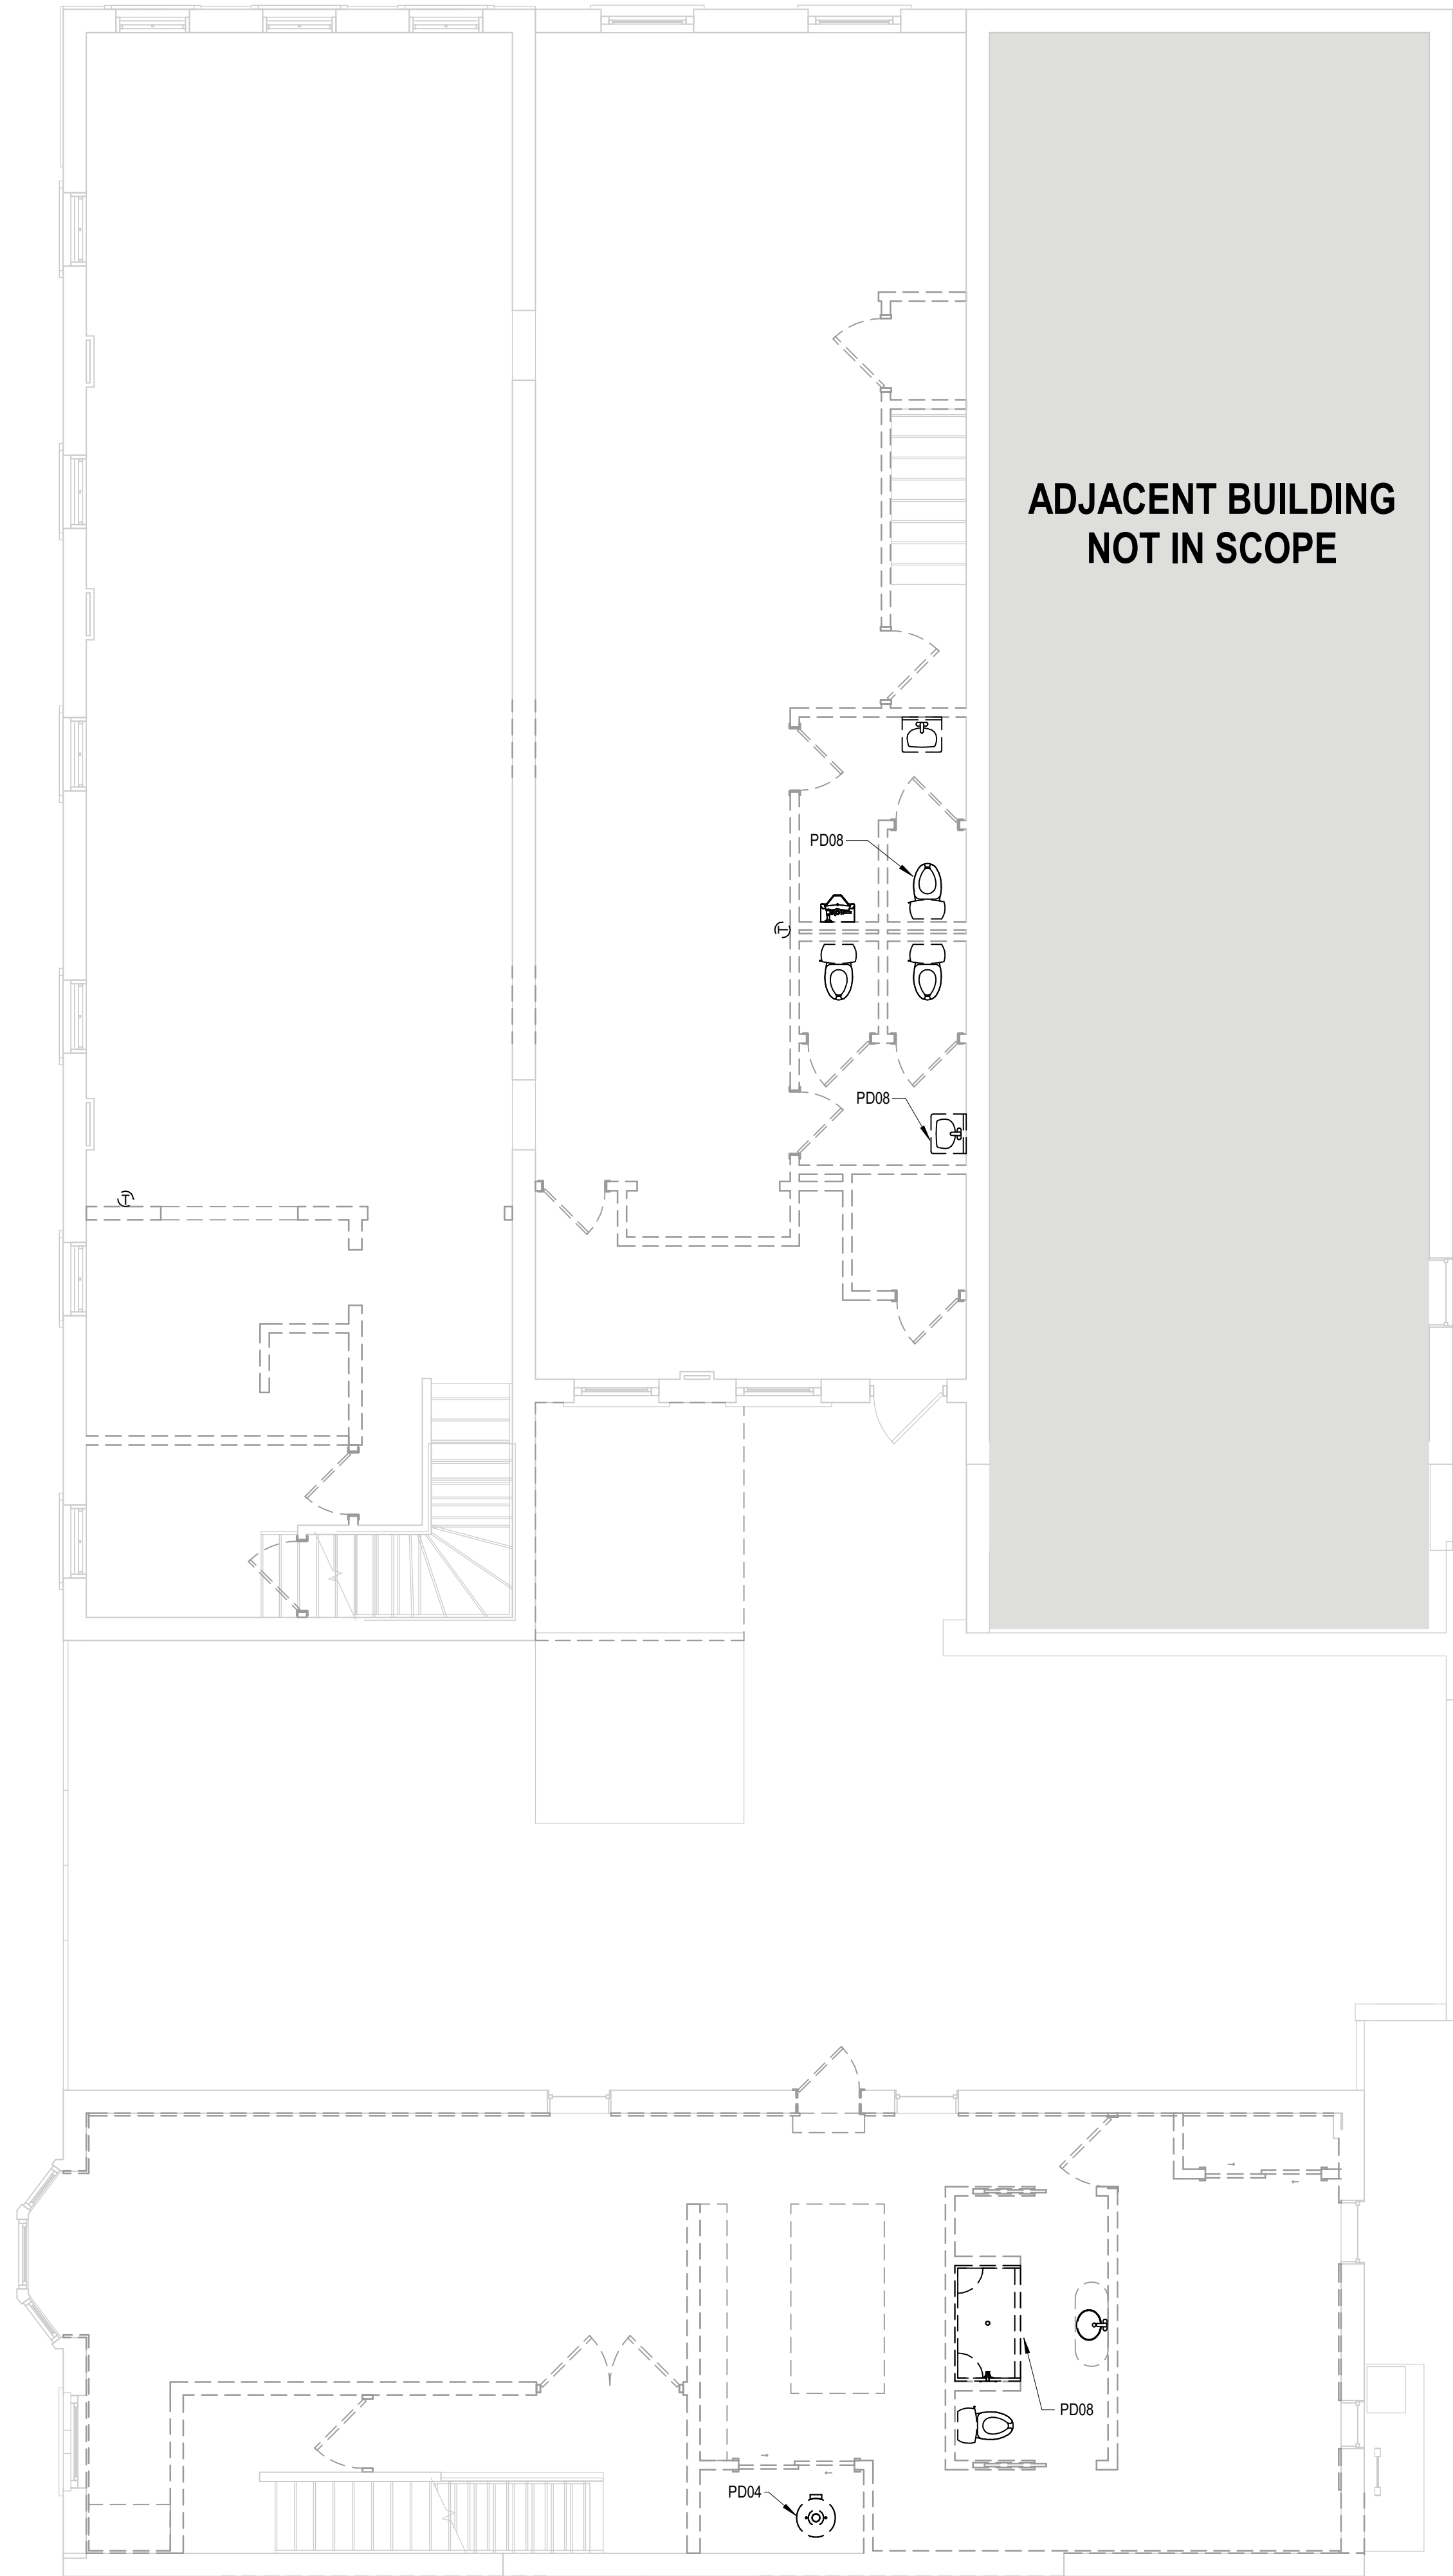 ADJACENT BUILDING
NOT IN SCOPE
PD08
T
PD08
T
PD08
PD04